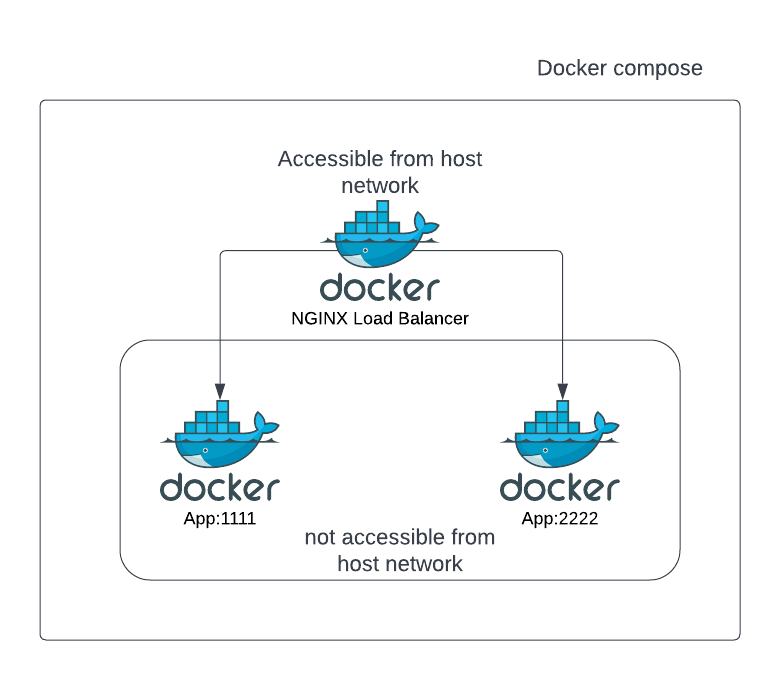 Docker compose
Accessible from host
network
docker
NGINX Load Balancer
docker
App:1111
docker
App:2222
not accessible from
host network